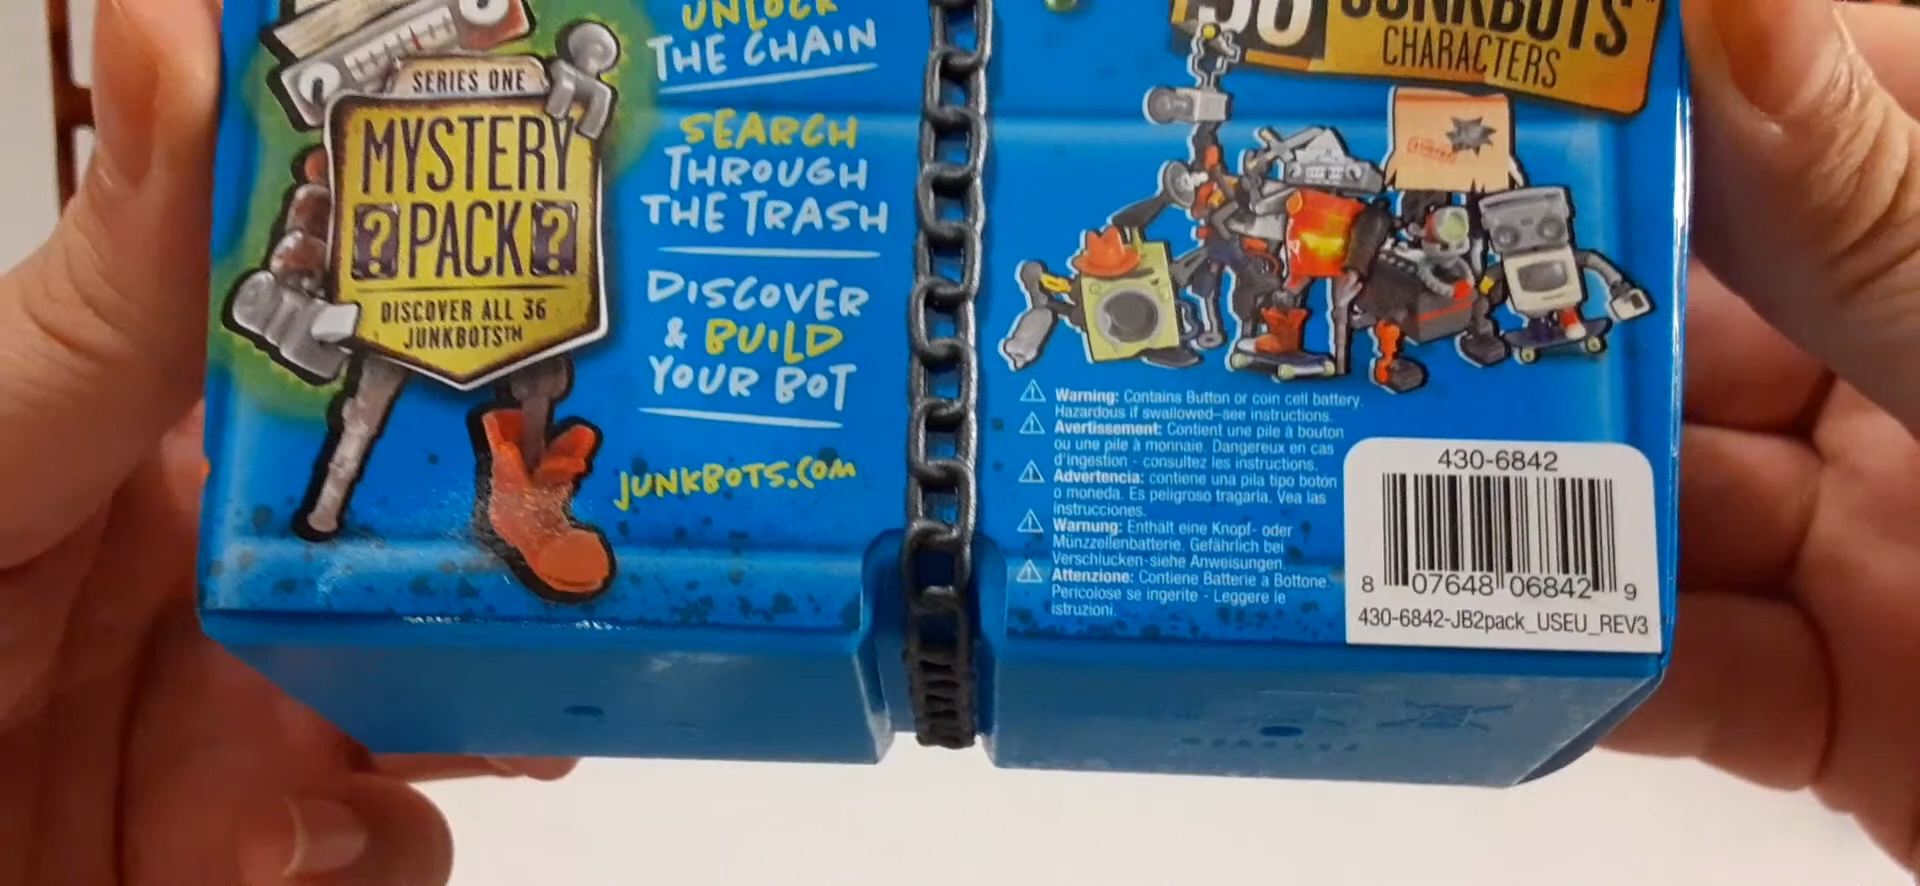 UNLOCK
THE CHAIN
SERIES ONE
MYSTERY
? PACK ?
DISCOVER ALL 36
JUNKBOTS™
SEARCH
THROUGH
THE TRASH
DISCOVER
& BUILD
YOUR BOT
JUNKBOTS.COM
36 JUNKBOTS
CHARACTERS
Warning: Contains Button or coin cell battery.
Hazardous if swallowed–see instructions.
Avertissement: Contient une pile à bouton
ou une pile à monnaie. Dangereux en cas
d'ingestion - consultez les instructions.
Advertencia: contiene una pila tipo botón
o moneda. Es peligroso tragarla. Vea las
instrucciones.
Warnung: Enthält eine Knopf- oder
Münzzellenbatterie. Gefährlich bei
Verschlucken-siehe Anweisungen.
Attenzione: Contiene Batterie a Bottone.
Pericolose se ingerite - Leggere le
istruzioni.
430-6842
8 07648 06842 9
430-6842-JB2pack_USEU_REV3